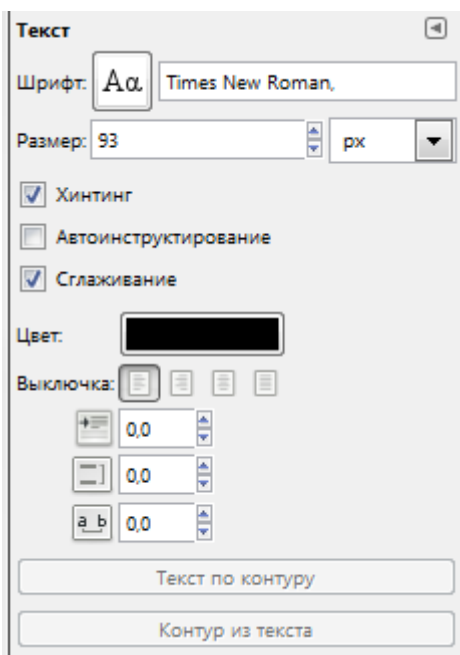 Текст
Шрифт: Aα Times New Roman,
Размер: 93 px
Хинтинг
Автоинструктирование
Сглаживание
Цвет:
Выключка:
0,0
0,0
a_b 0,0
Текст по контуру
Контур из текста